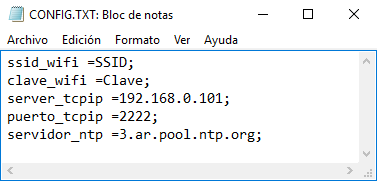 CONFIG.TXT: Bloc de notas
Archivo Edición Formato Ver Ayuda
ssid_wifi =SSID;
clave_wifi =Clave;
server_tcpip =192.168.0.101;
puerto_tcpip =2222;
servidor_ntp =3.ar.pool.ntp.org;